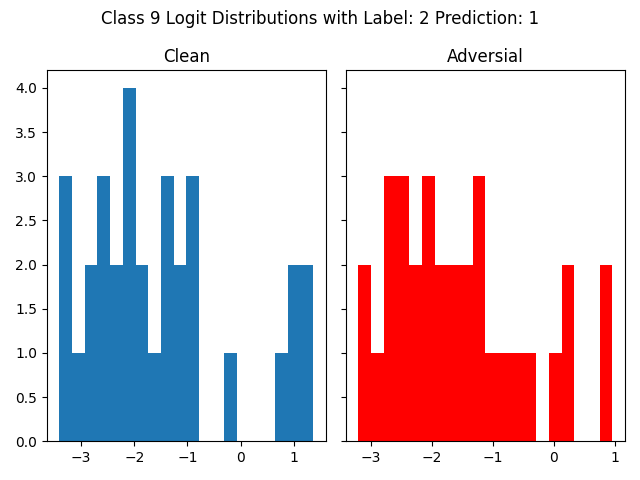 Class 9 Logit Distributions with Label: 2 Prediction: 1
Clean
Adversial
4.0
3.5
3.0
2.5
2.0
1.5
1.0
0.5
0.0
−3 −2 −1 0 1
−3 −2 −1 0 1